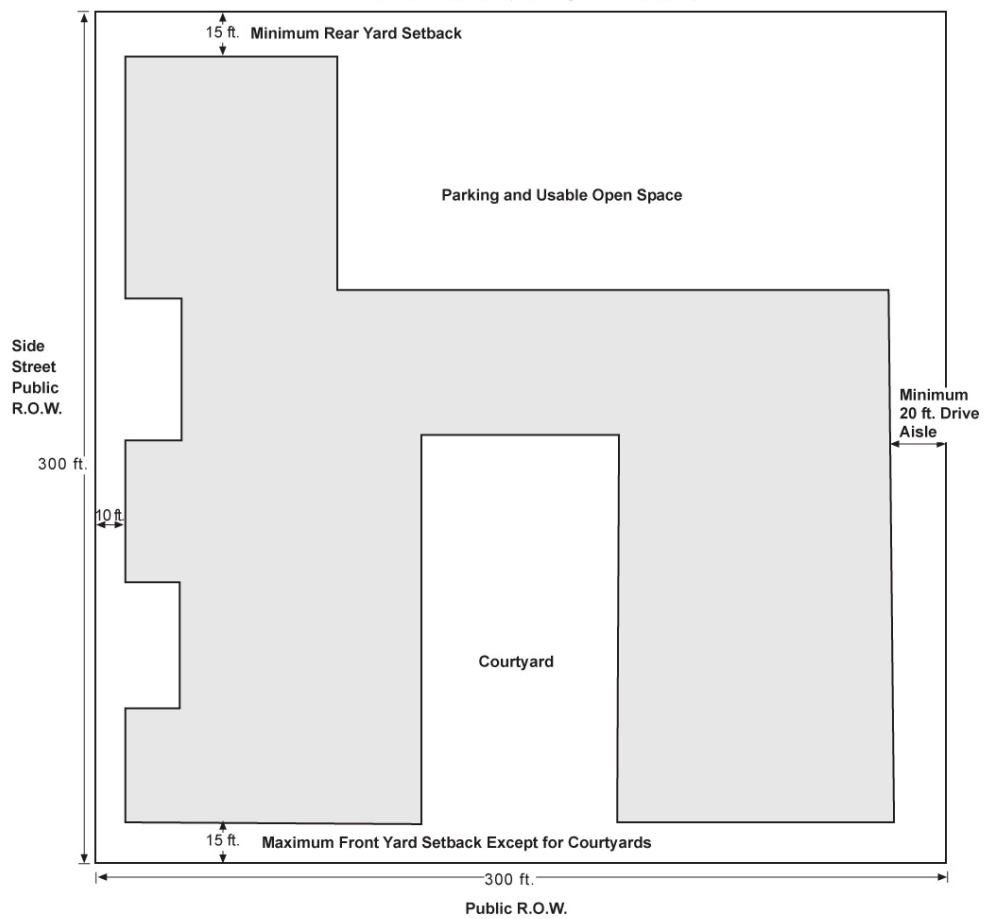 15 ft. Minimum Rear Yard Setback
Parking and Usable Open Space
Side
Street
Public
R.O.W.
Minimum
20 ft. Drive
Aisle
300 ft.
10 ft.
Courtyard
15 ft. Maximum Front Yard Setback Except for Courtyards
300 ft.
Public R.O.W.